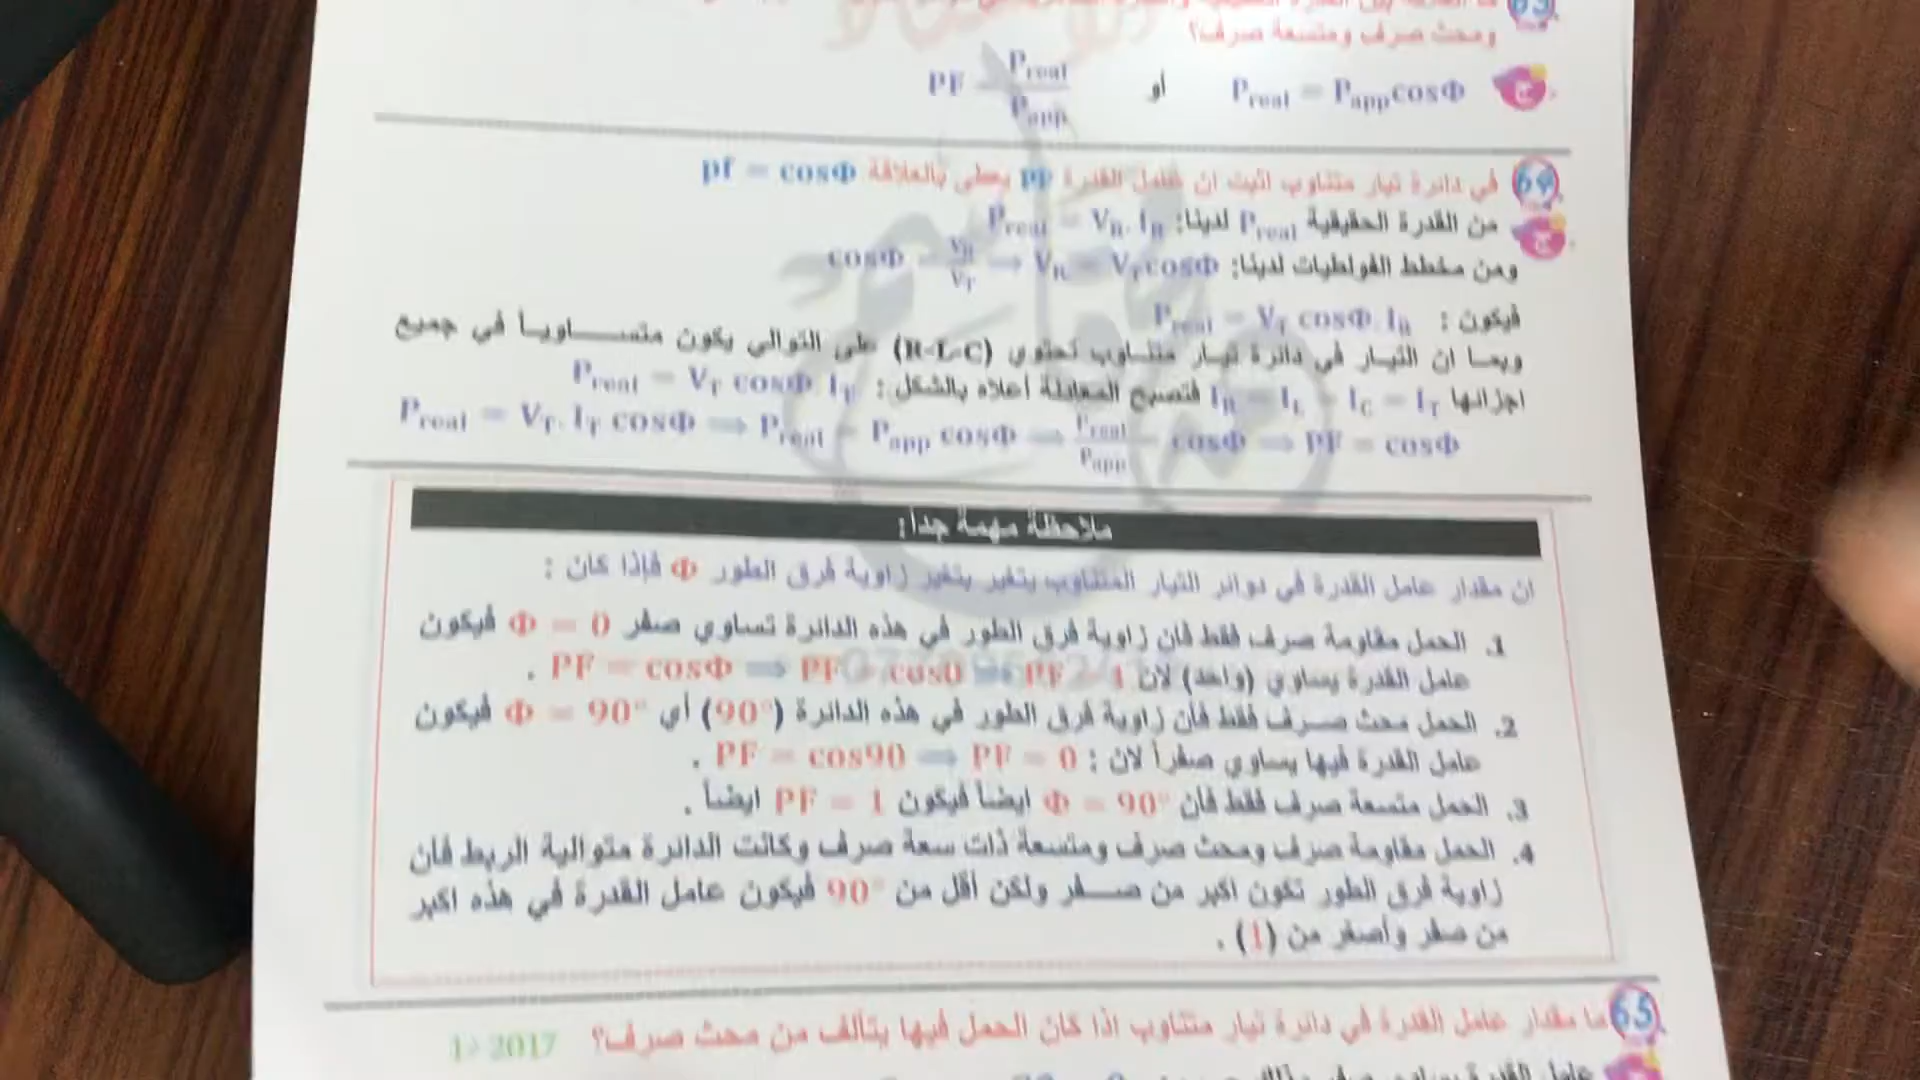 63
ومحث صرف ومتسعة صرف؟
ج. Preal = Papp cosΦ أو PF = Preal / Papp
64 في دائرة تيار متناوب اثبت ان عامل القدرة PF يعطى بالعلاقة pf = cosΦ
ج. من القدرة الحقيقية Preal لدينا: Preal = VR. IR
ومن مخطط الفولطيات لدينا: cosΦ = VR / VT ⟹ VR = VT cosΦ
فيكون : Preal = VT cosΦ. IR
وبما ان التيار في دائرة تيار متناوب تحتوي (R-L-C) على التوالي يكون متساوياً في جميع
اجزائها IR = IL = IC = IT فتصبح المعادلة أعلاه بالشكل: Preal = VT cosΦ. IT
Preal = VT. IT cosΦ ⟹ Preal = Papp cosΦ ⟹ Preal / Papp = cosΦ ⟹ PF = cosΦ
ملاحظة مهمة جداً:
ان مقدار عامل القدرة في دوائر التيار المتناوب يتغير بتغير زاوية فرق الطور Φ فإذا كان :
1. الحمل مقاومة صرف فقط فان زاوية فرق الطور في هذه الدائرة تساوي صفر Φ = 0 فيكون
عامل القدرة يساوي (واحد) لان PF = cosΦ ⟹ PF = cos0 ⟹ PF = 1 .
2. الحمل محث صرف فقط فأن زاوية فرق الطور في هذه الدائرة (90°) أي Φ = 90° فيكون
عامل القدرة فيها يساوي صفراً لان : PF = cos90 ⟹ PF = 0 .
3. الحمل متسعة صرف فقط فأن Φ = 90° ايضاً فيكون PF = 1 ايضاً .
4. الحمل مقاومة صرف ومحث صرف ومتسعة ذات سعة صرف وكانت الدائرة متوالية الربط فأن
زاوية فرق الطور تكون اكبر من صفر ولكن أقل من 90° فيكون عامل القدرة في هذه اكبر
من صفر وأصغر من (1) .
65 ما مقدار عامل القدرة في دائرة تيار متناوب اذا كان الحمل فيها يتألف من محث صرف؟ 2017